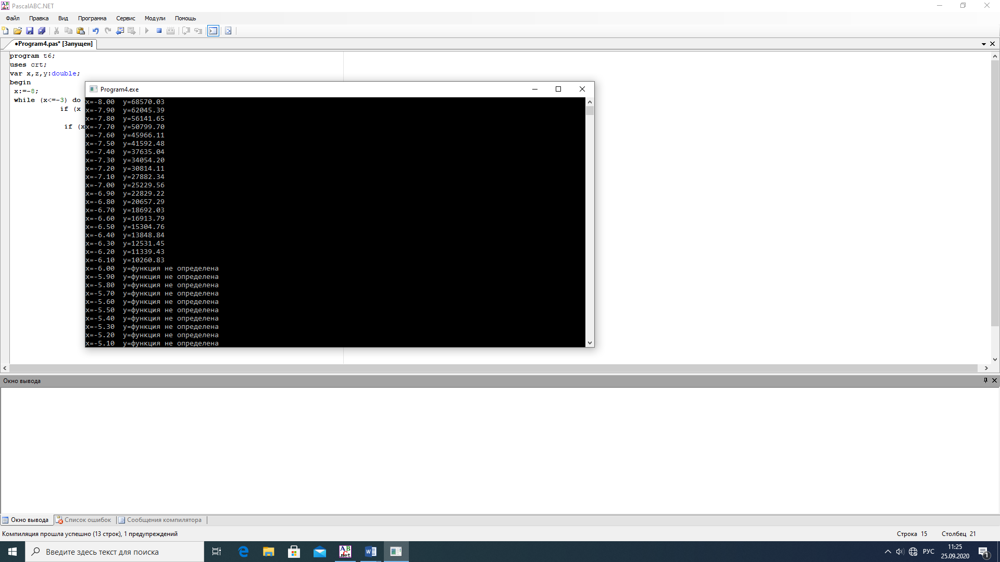 PascalABC.NET
Файл Правка Вид Программа Сервис Модули Помощь
•Program4.pas* [Запущен]
program t6;
uses crt;
var x,z,y:double;
begin
x:=-8;
while (x<=-3) do
if (x
if (x
Program4.exe
x=-8.00 y=68570.03
x=-7.90 y=62045.39
x=-7.80 y=56141.65
x=-7.70 y=50799.70
x=-7.60 y=45966.11
x=-7.50 y=41592.48
x=-7.40 y=37635.04
x=-7.30 y=34054.20
x=-7.20 y=30814.11
x=-7.10 y=27882.34
x=-7.00 y=25229.56
x=-6.90 y=22829.22
x=-6.80 y=20657.29
x=-6.70 y=18692.03
x=-6.60 y=16913.79
x=-6.50 y=15304.76
x=-6.40 y=13848.84
x=-6.30 y=12531.45
x=-6.20 y=11339.43
x=-6.10 y=10260.83
x=-6.00 y=функция не определена
x=-5.90 y=функция не определена
x=-5.80 y=функция не определена
x=-5.70 y=функция не определена
x=-5.60 y=функция не определена
x=-5.50 y=функция не определена
x=-5.40 y=функция не определена
x=-5.30 y=функция не определена
x=-5.20 y=функция не определена
x=-5.10 y=функция не определена
Окно вывода
Окно вывода Список ошибок Сообщения компилятора
Компиляция прошла успешно (13 строк), 1 предупреждений Строка 15 Столбец 21
Введите здесь текст для поиска
РУС
11:25
25.09.2020
1